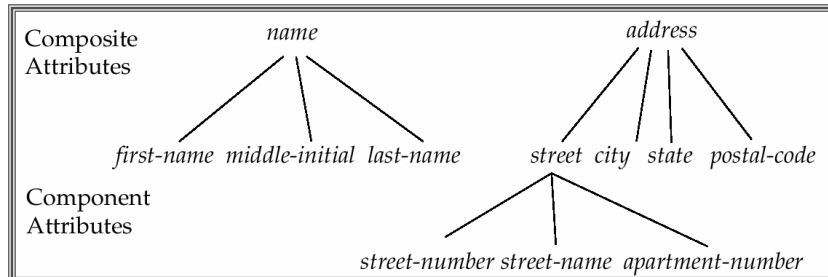 Composite
Attributes
name
address
first-name middle-initial last-name
street city state postal-code
Component
Attributes
street-number street-name apartment-number